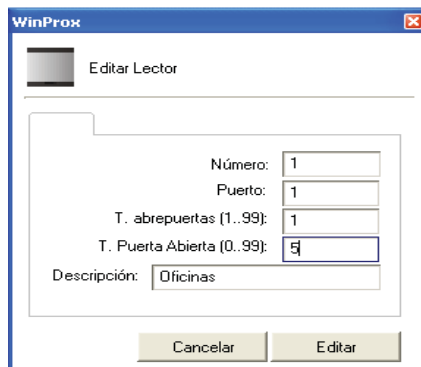 WinProx
Editar Lector
Número: 1
Puerto: 1
T. abrepuertas (1..99): 1
T. Puerta Abierta (0..99): 5
Descripción: Oficinas
Cancelar Editar